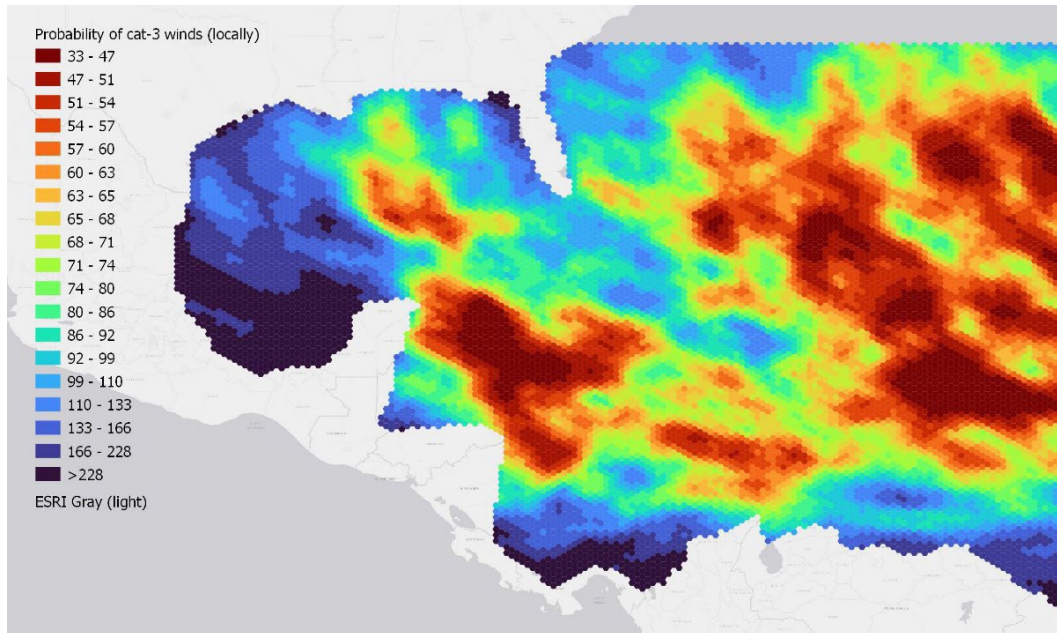 Probability of cat-3 winds (locally)
33 - 47
47 - 51
51 - 54
54 - 57
57 - 60
60 - 63
63 - 65
65 - 68
68 - 71
71 - 74
74 - 80
80 - 86
86 - 92
92 - 99
99 - 110
110 - 133
133 - 166
166 - 228
>228
ESRI Gray (light)